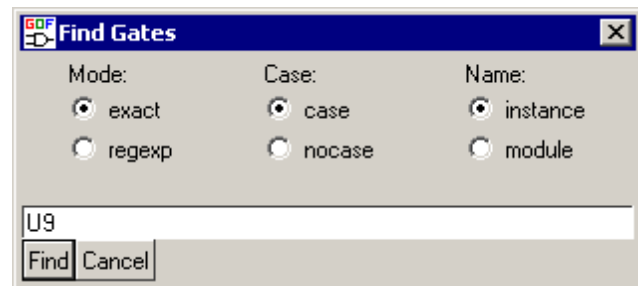 GOF Find Gates
Mode: Case: Name:
exact case instance
regexp nocase module
U9
Find Cancel